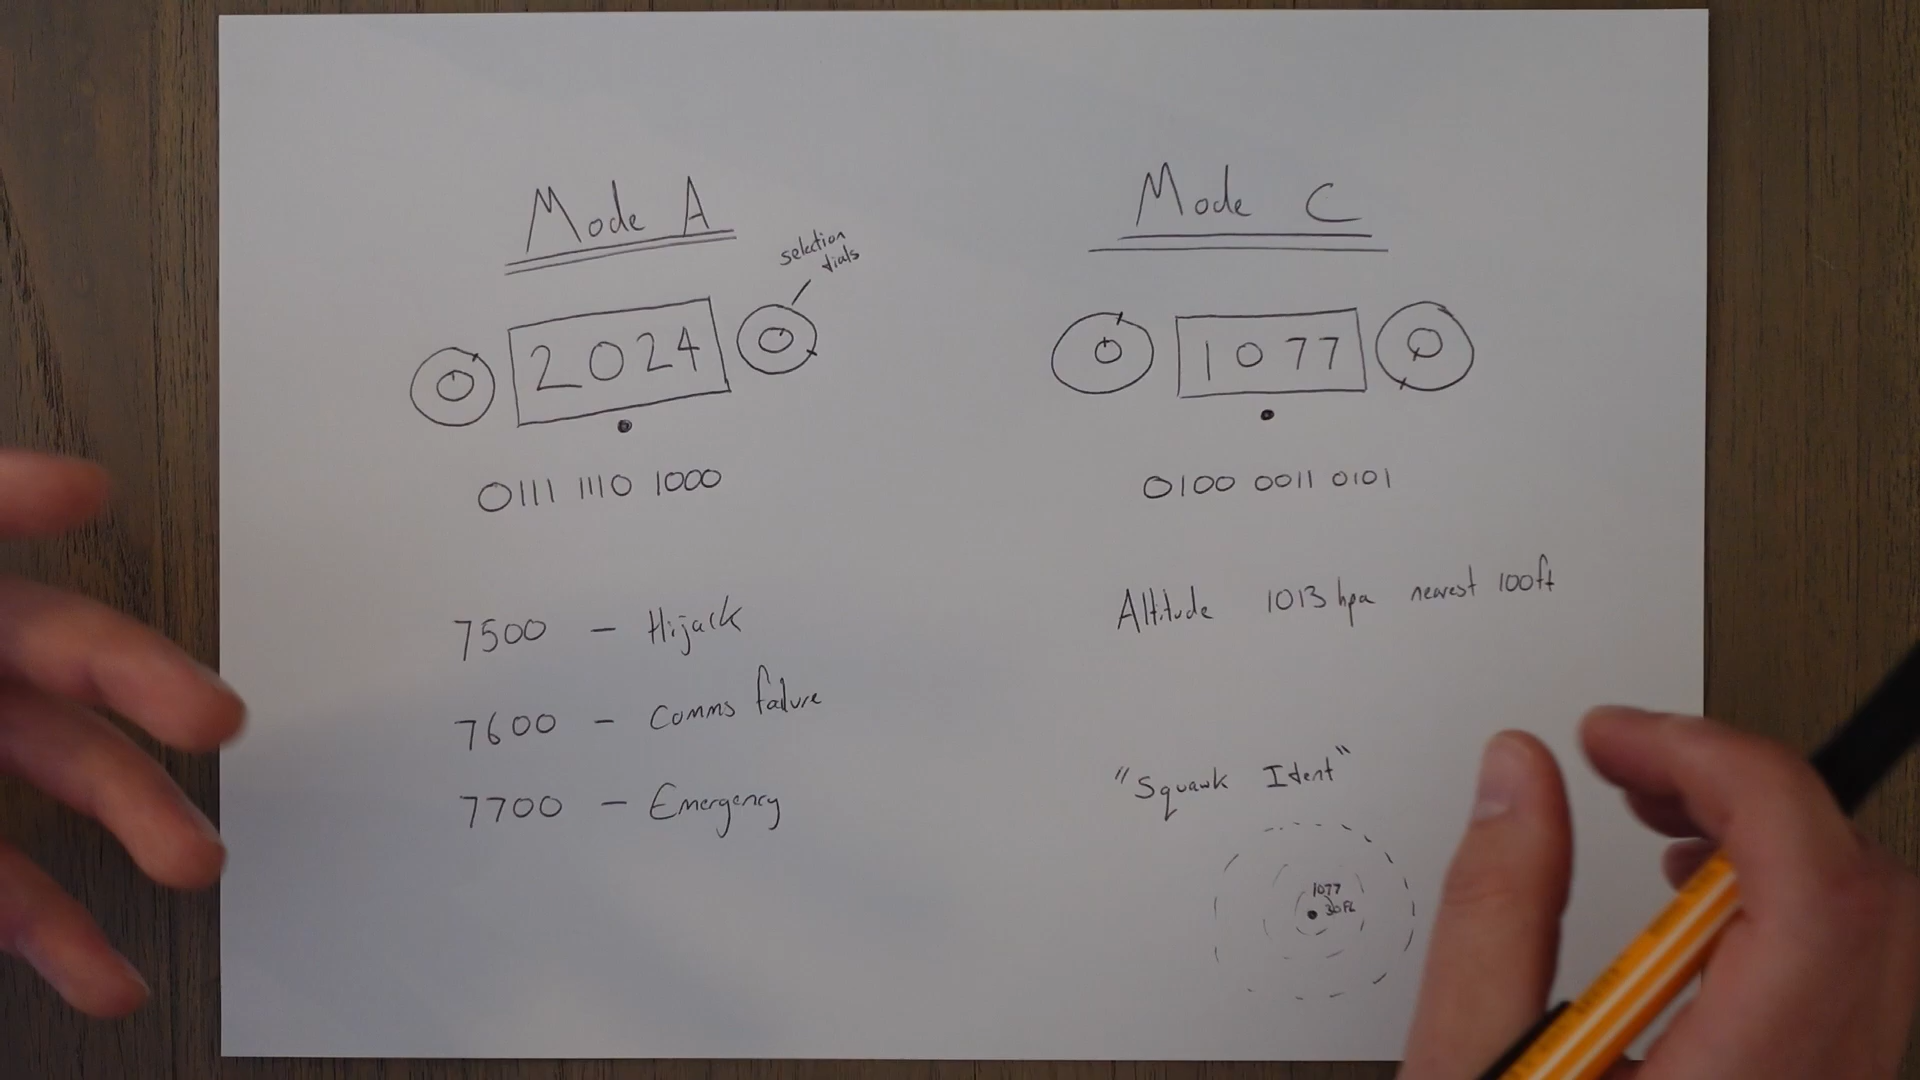 Mode A
selection
dials
2024
0111 1110 1000
7500 - Hijack
7600 - Comms failure
7700 - Emergency
Mode C
1077
0100 0011 0101
Altitude 1013 hpa nearest 100ft
"Squawk Ident"
1077
30FL